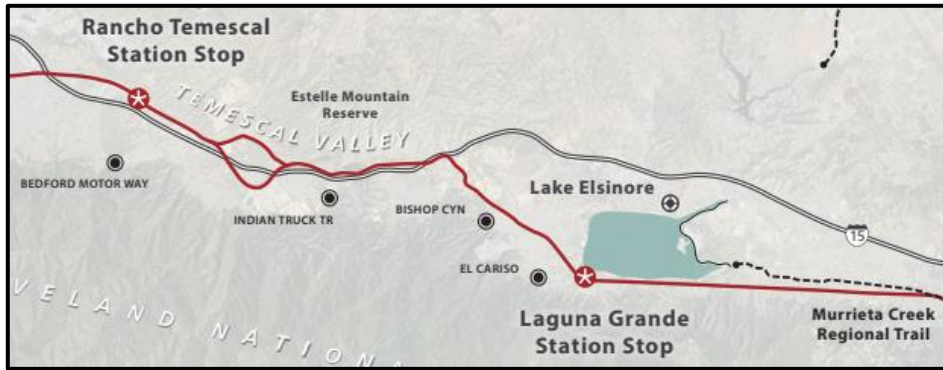 Rancho Temescal
Station Stop
TEMESCAL VALLEY
Estelle Mountain
Reserve
BEDFORD MOTOR WAY
INDIAN TRUCK TR
BISHOP CYN
Lake Elsinore
15
EL CARISO
Laguna Grande
Station Stop
Murrieta Creek
Regional Trail
VELAND NATIONA